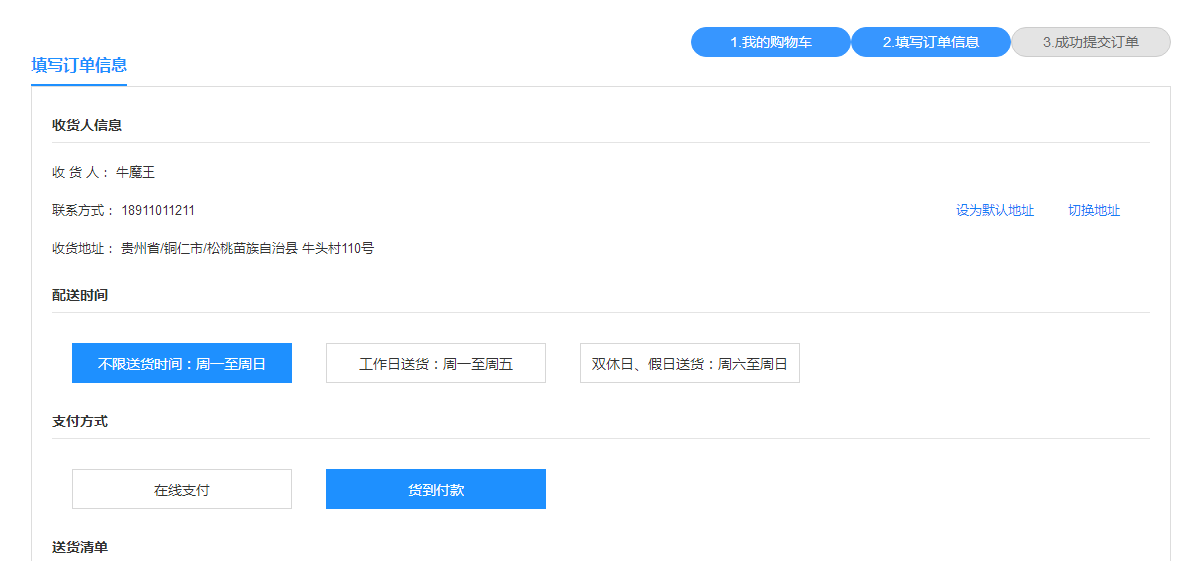 1.我的购物车 2.填写订单信息 3.成功提交订单
填写订单信息
收货人信息
收 货 人： 牛魔王
联系方式： 18911011211 设为默认地址 切换地址
收货地址： 贵州省/铜仁市/松桃苗族自治县 牛头村110号
配送时间
不限送货时间：周一至周日 工作日送货：周一至周五 双休日、假日送货：周六至周日
支付方式
在线支付 货到付款
送货清单